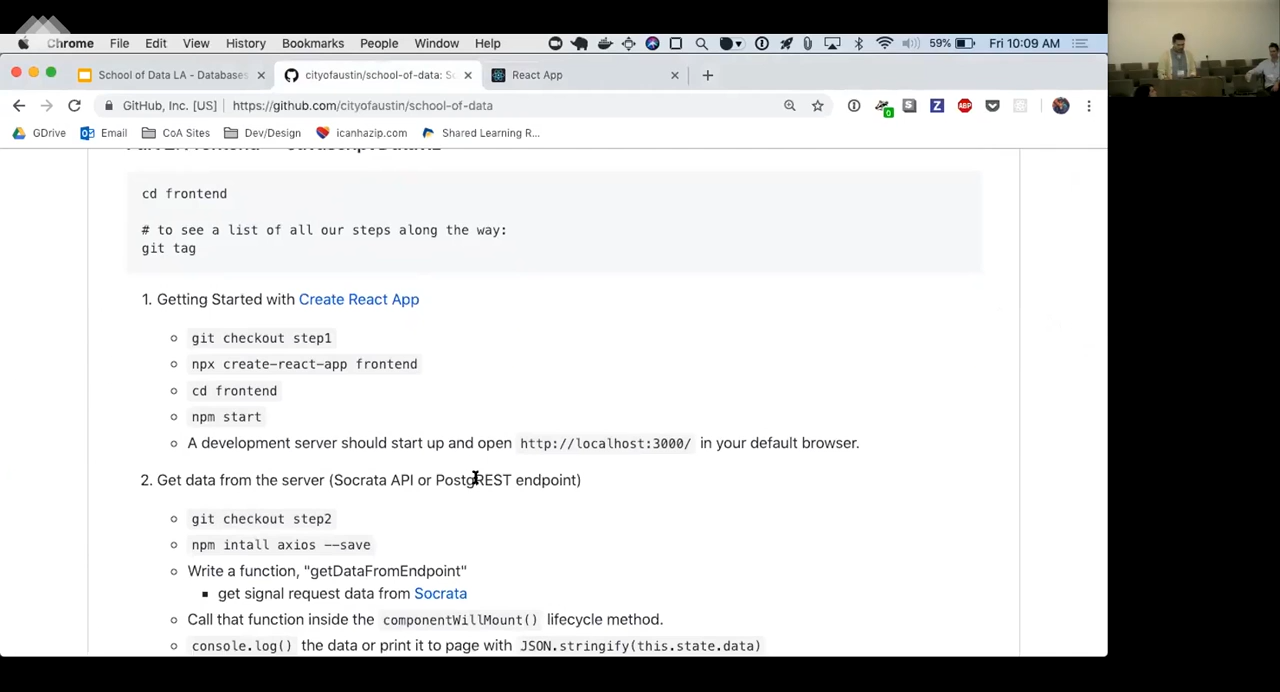 Chrome File Edit View History Bookmarks People Window Help 59% Fri 10:09 AM
School of Data LA - Databases cityofaustin/school-of-data: Sc React App
GitHub, Inc. [US] https://github.com/cityofaustin/school-of-data
GDrive Email CoA Sites Dev/Design icanhazip.com Shared Learning R...
cd frontend
# to see a list of all our steps along the way:
git tag
1. Getting Started with Create React App
git checkout step1
npx create-react-app frontend
cd frontend
npm start
A development server should start up and open http://localhost:3000/ in your default browser.
2. Get data from the server (Socrata API or PostgREST endpoint)
git checkout step2
npm intall axios --save
Write a function, "getDataFromEndpoint"
get signal request data from Socrata
Call that function inside the componentWillMount() lifecycle method.
console.log() the data or print it to page with JSON.stringify(this.state.data)